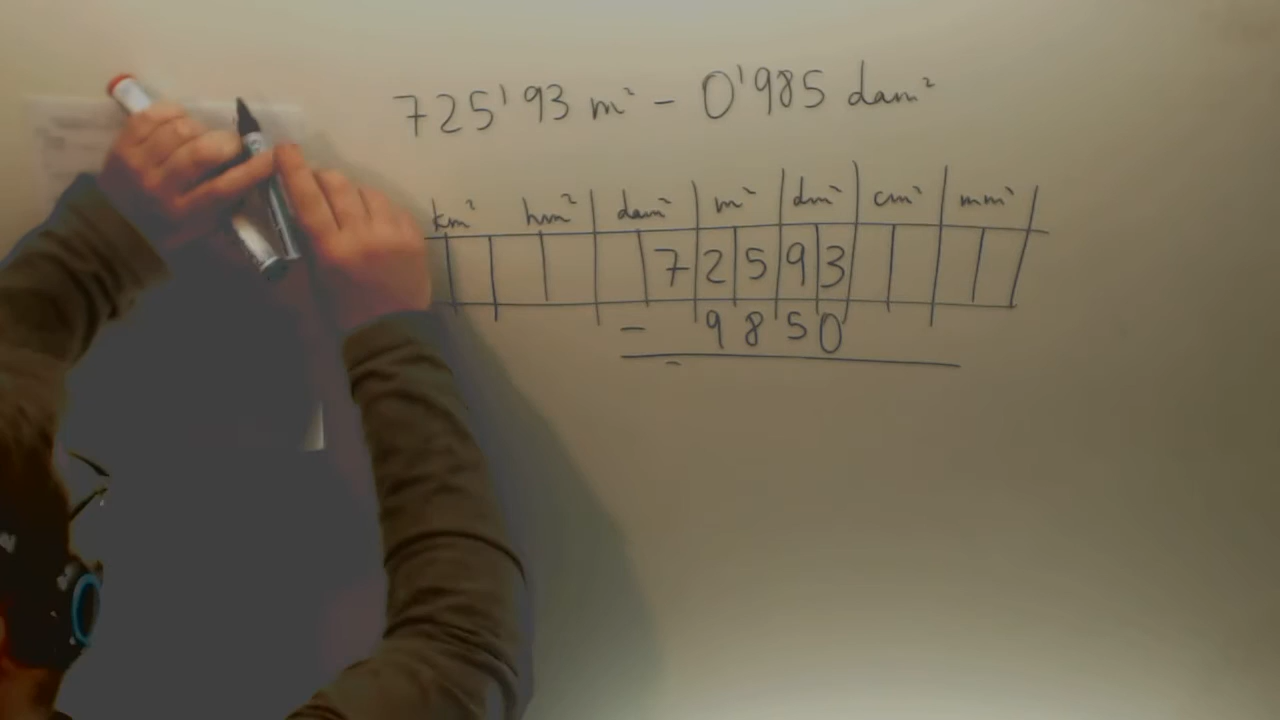 725'93 m² - 0'985 dam²
km² hm² dam² m² dm² cm² mm²
7 2 5 9 3
- 9 8 5 0